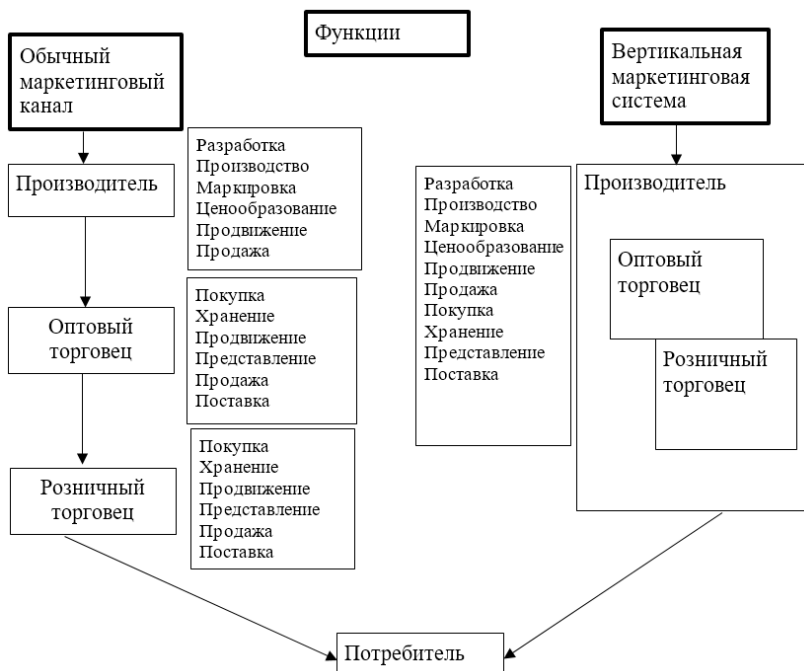 Функции
Обычный
маркетинговый
канал
Вертикальная
маркетинговая
система
Производитель
Разработка
Производство
Маркировка
Ценообразование
Продвижение
Продажа
Оптовый
торговец
Покупка
Хранение
Продвижение
Представление
Продажа
Поставка
Розничный
торговец
Покупка
Хранение
Продвижение
Представление
Продажа
Поставка
Разработка
Производство
Маркировка
Ценообразование
Продвижение
Продажа
Покупка
Хранение
Представление
Поставка
Производитель
Оптовый
торговец
Розничный
торговец
Потребитель